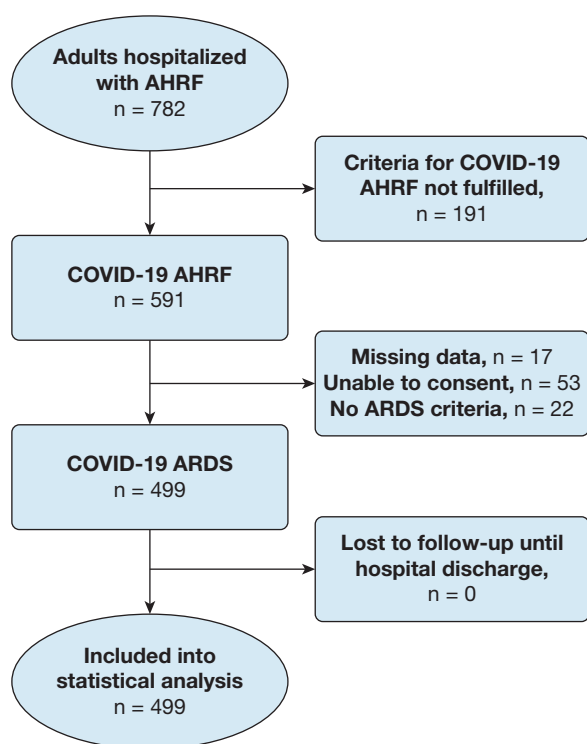 Adults hospitalized
with AHRF
n = 782
Criteria for COVID-19
AHRF not fulfilled,
n = 191
COVID-19 AHRF
n = 591
Missing data, n = 17
Unable to consent, n = 53
No ARDS criteria, n = 22
COVID-19 ARDS
n = 499
Lost to follow-up until
hospital discharge,
n = 0
Included into
statistical analysis
n = 499